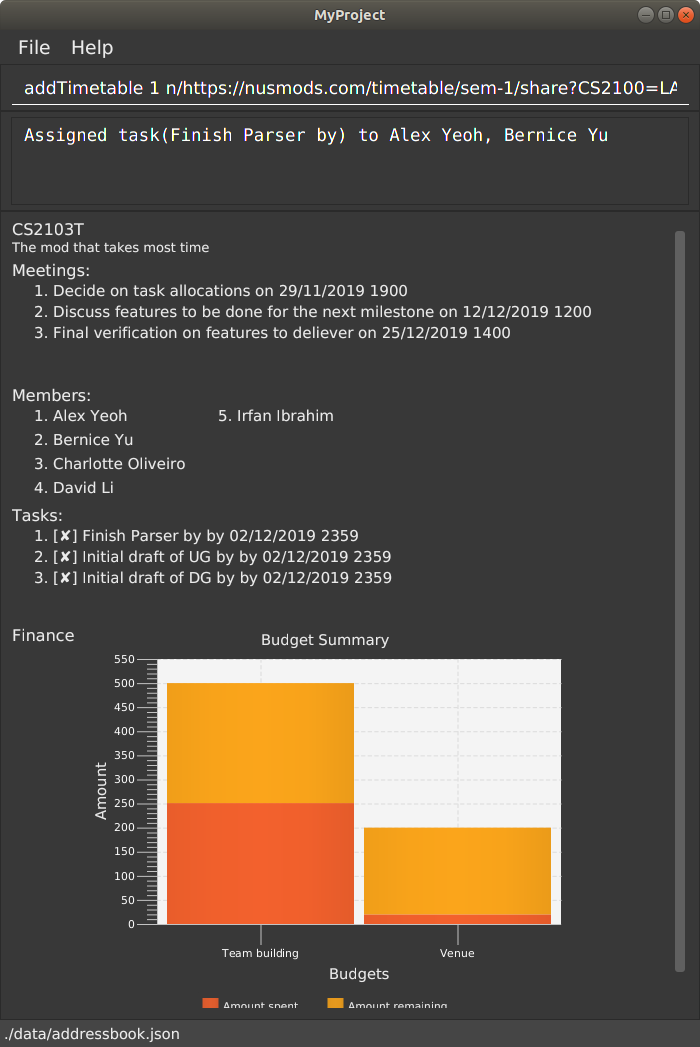 MyProject
File Help
addTimetable 1 n/https://nusmods.com/timetable/sem-1/share?CS2100=LA
Assigned task(Finish Parser by) to Alex Yeoh, Bernice Yu
CS2103T
The mod that takes most time
Meetings:
1. Decide on task allocations on 29/11/2019 1900
2. Discuss features to be done for the next milestone on 12/12/2019 1200
3. Final verification on features to deliever on 25/12/2019 1400
Members:
1. Alex Yeoh 5. Irfan Ibrahim
2. Bernice Yu
3. Charlotte Oliveiro
4. David Li
Tasks:
1. [✘] Finish Parser by by 02/12/2019 2359
2. [✘] Initial draft of UG by by 02/12/2019 2359
3. [✘] Initial draft of DG by by 02/12/2019 2359
Finance
Budget Summary
550
500
450
400
350
300
250
200
150
100
50
0
Amount
Team building Venue
Budgets
Amount spent Amount remaining
./data/addressbook.json